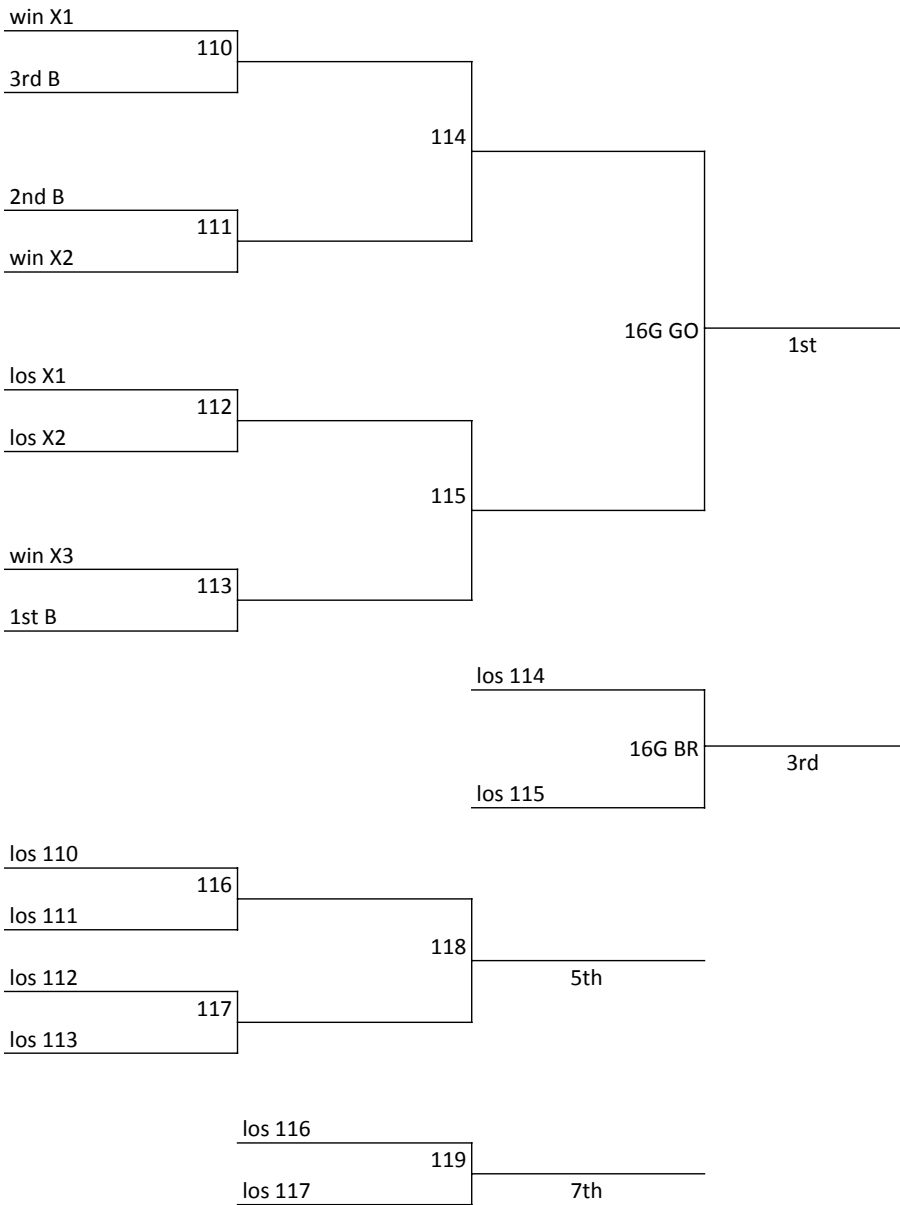 win X1
110
3rd B
114
2nd B
111
win X2
16G GO
1st
los X1
112
los X2
115
win X3
113
1st B
los 114
16G BR
3rd
los 115
los 110
116
los 111
118
los 112
5th
117
los 113
los 116
119
los 117
7th